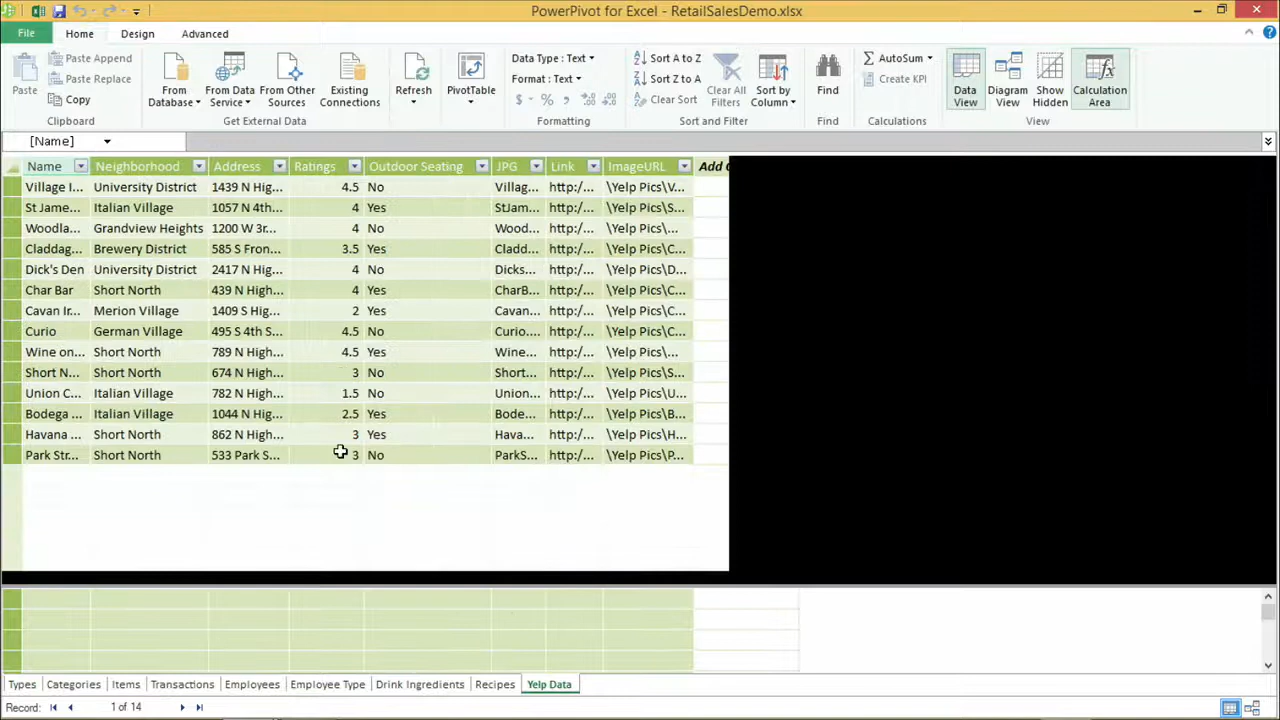 PowerPivot for Excel - RetailSalesDemo.xlsx
File Home Design Advanced
Paste
Paste Append
Paste Replace
Copy
Clipboard
From Database
From Data Service
From Other Sources
Existing Connections
Get External Data
Refresh
PivotTable
Data Type : Text
Format : Text
$ % ,
Formatting
Sort A to Z
Sort Z to A
Clear Sort
Clear All Filters
Sort by Column
Sort and Filter
Find
Find
AutoSum
Create KPI
Calculations
Data View
Diagram View
Show Hidden
Calculation Area
View
[Name]
Name Neighborhood Address Ratings Outdoor Seating JPG Link ImageURL Add C
Village I... University District 1439 N Hig... 4.5 No Villag... http:/... \Yelp Pics\V...
St Jame... Italian Village 1057 N 4th... 4 Yes StJam... http:/... \Yelp Pics\S...
Woodla... Grandview Heights 1200 W 3r... 4 No Wood... http:/... \Yelp Pics\...
Claddag... Brewery District 585 S Fron... 3.5 Yes Cladd... http:/... \Yelp Pics\C...
Dick's Den University District 2417 N Hig... 4 No Dicks... http:/... \Yelp Pics\D...
Char Bar Short North 439 N High... 4 Yes CharB... http:/... \Yelp Pics\C...
Cavan Ir... Merion Village 1409 S Hig... 2 Yes Cavan... http:/... \Yelp Pics\C...
Curio German Village 495 S 4th S... 4.5 No Curio.... http:/... \Yelp Pics\C...
Wine on... Short North 789 N High... 4.5 Yes Wine... http:/... \Yelp Pics\...
Short N... Short North 674 N High... 3 No Short... http:/... \Yelp Pics\S...
Union C... Italian Village 782 N High... 1.5 No Union... http:/... \Yelp Pics\U...
Bodega ... Italian Village 1044 N Hig... 2.5 Yes Bode... http:/... \Yelp Pics\B...
Havana ... Short North 862 N High... 3 Yes Hava... http:/... \Yelp Pics\H...
Park Str... Short North 533 Park S... 3 No ParkS... http:/... \Yelp Pics\P...
Types Categories Items Transactions Employees Employee Type Drink Ingredients Recipes Yelp Data
Record: 1 of 14